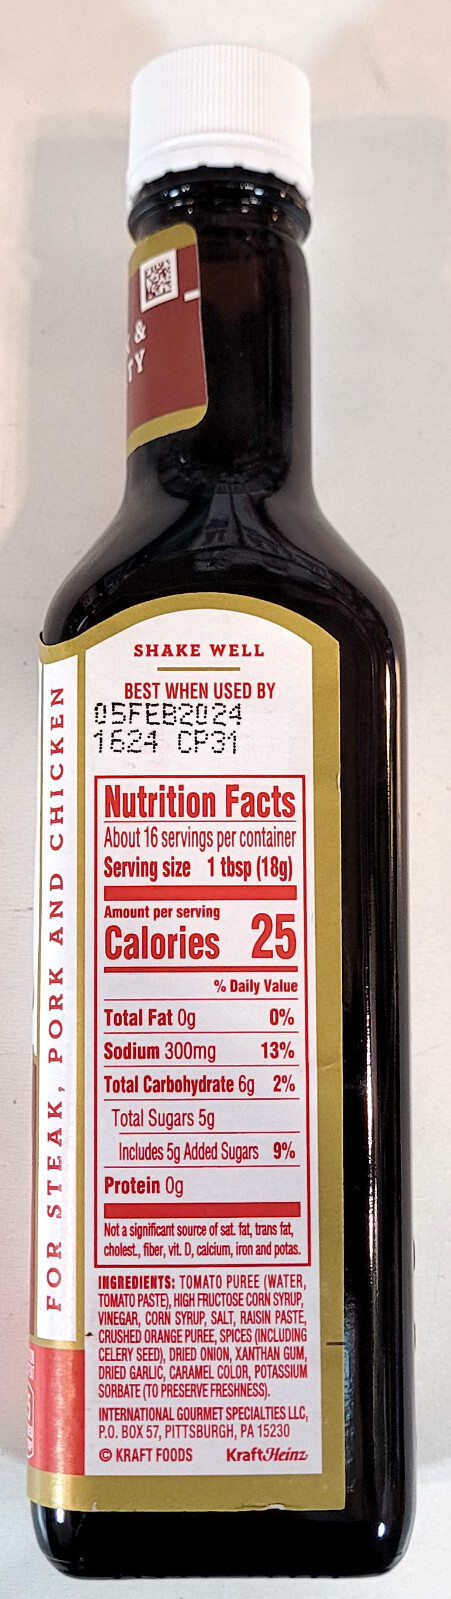 &
TY
SHAKE WELL
BEST WHEN USED BY
05FEB2024
1624 CP31
FOR STEAK, PORK AND CHICKEN
Nutrition Facts
About 16 servings per container
Serving size 1 tbsp (18g)
Amount per serving
Calories 25
% Daily Value
Total Fat 0g 0%
Sodium 300mg 13%
Total Carbohydrate 6g 2%
Total Sugars 5g
Includes 5g Added Sugars 9%
Protein 0g
Not a significant source of sat. fat, trans fat,
cholest., fiber, vit. D, calcium, iron and potas.
INGREDIENTS: TOMATO PUREE (WATER,
TOMATO PASTE), HIGH FRUCTOSE CORN SYRUP,
VINEGAR, CORN SYRUP, SALT, RAISIN PASTE,
CRUSHED ORANGE PUREE, SPICES (INCLUDING
CELERY SEED), DRIED ONION, XANTHAN GUM,
DRIED GARLIC, CARAMEL COLOR, POTASSIUM
SORBATE (TO PRESERVE FRESHNESS).
INTERNATIONAL GOURMET SPECIALTIES LLC,
P.O. BOX 57, PITTSBURGH, PA 15230
© KRAFT FOODS KraftHeinz